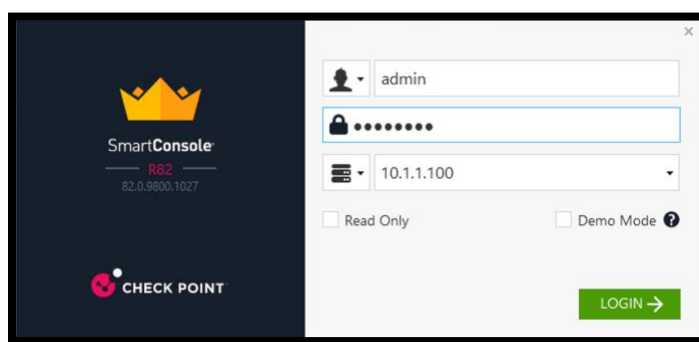 admin
••••••••
SmartConsole
R82
82.0.9800.1027
10.1.1.100
Read Only
Demo Mode ?
CHECK POINT
LOGIN →